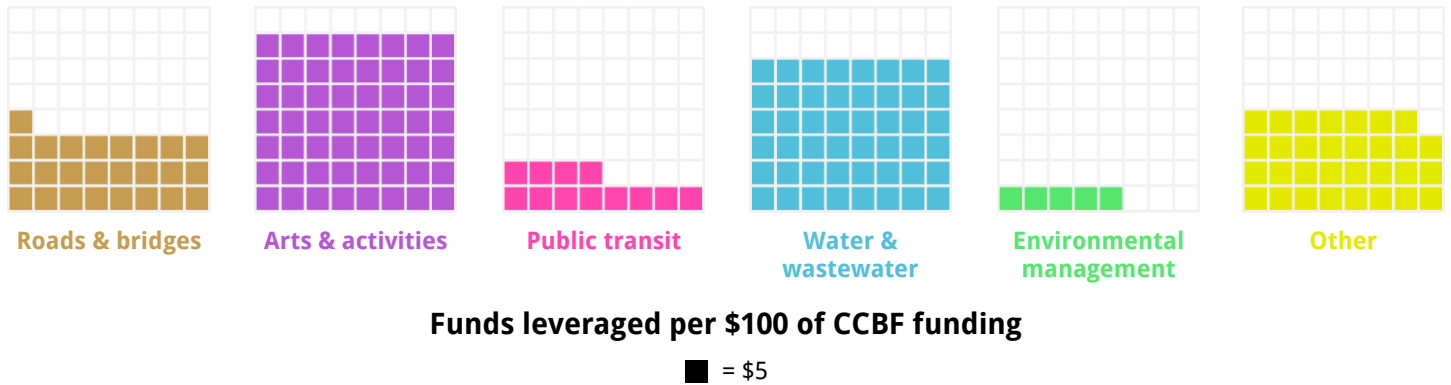 Roads & bridges
Arts & activities
Public transit
Water &
wastewater
Environmental
management
Other
Funds leveraged per $100 of CCBF funding
= $5